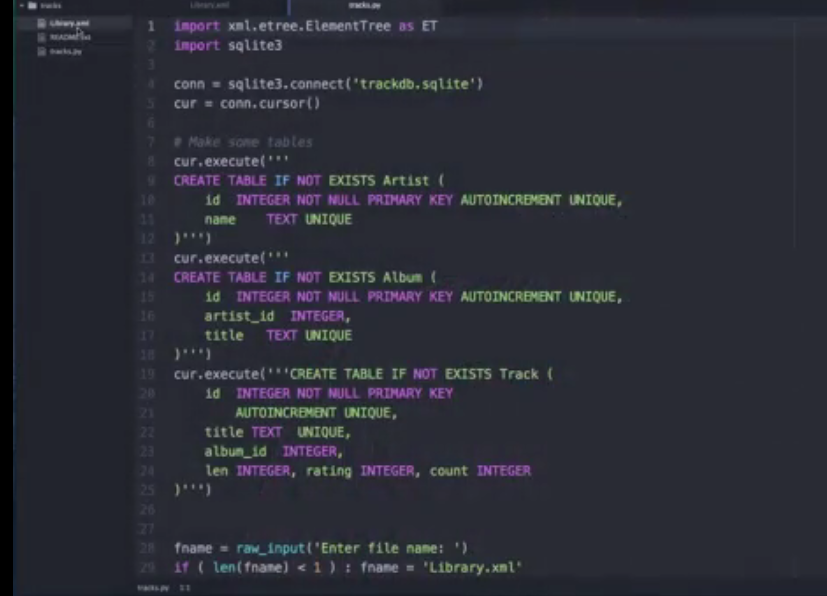 tracks
Library.xml
README.txt
tracks.py
Library.xml
tracks.py
1 import xml.etree.ElementTree as ET
2 import sqlite3
3
4 conn = sqlite3.connect('trackdb.sqlite')
5 cur = conn.cursor()
6
7 # Make some tables
8 cur.execute('''
9 CREATE TABLE IF NOT EXISTS Artist (
10 id INTEGER NOT NULL PRIMARY KEY AUTOINCREMENT UNIQUE,
11 name TEXT UNIQUE
12 )''')
13 cur.execute('''
14 CREATE TABLE IF NOT EXISTS Album (
15 id INTEGER NOT NULL PRIMARY KEY AUTOINCREMENT UNIQUE,
16 artist_id INTEGER,
17 title TEXT UNIQUE
18 )''')
19 cur.execute('''CREATE TABLE IF NOT EXISTS Track (
20 id INTEGER NOT NULL PRIMARY KEY
21 AUTOINCREMENT UNIQUE,
22 title TEXT UNIQUE,
23 album_id INTEGER,
24 len INTEGER, rating INTEGER, count INTEGER
25 )''')
26
27
28 fname = raw_input('Enter file name: ')
29 if ( len(fname) < 1 ) : fname = 'Library.xml'
tracks.py 1:1